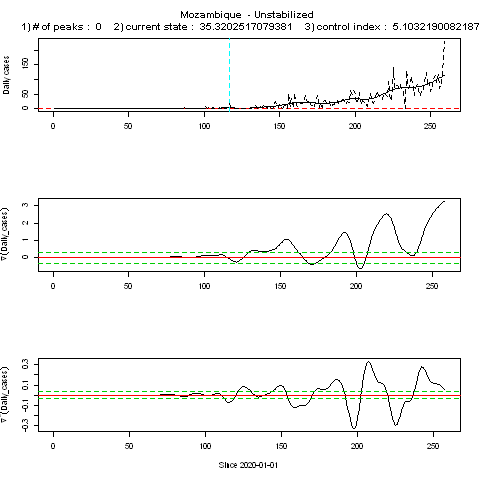 Mozambique - Unstabilized
1) # of peaks : 0 2) current state : 35.3202517079381 3) control index : 5.1032190082187
Daily cases
0 50 150
0 50 100 150 200 250
∇ (Daily_cases)
0 1 2 3
0 50 100 150 200 250
∇ (Daily_cases)
-0.3 -0.1 0.1 0.3
0 50 100 150 200 250
Since 2020-01-01